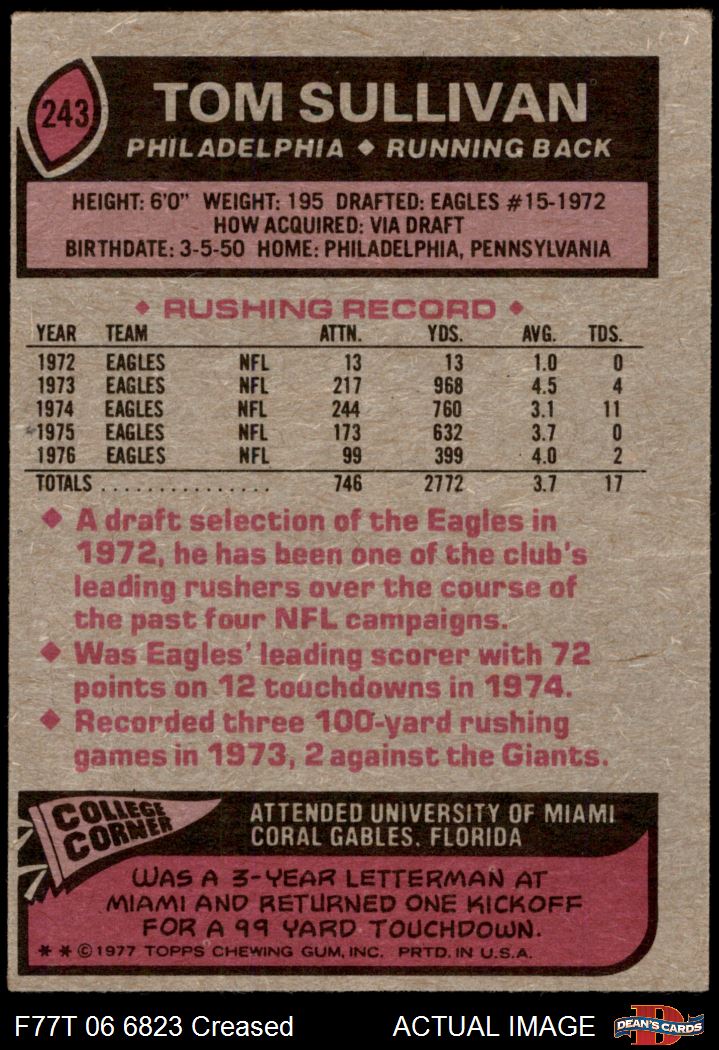 243
TOM SULLIVAN
PHILADELPHIA ◆ RUNNING BACK
HEIGHT: 6'0" WEIGHT: 195 DRAFTED: EAGLES #15-1972
HOW ACQUIRED: VIA DRAFT
BIRTHDATE: 3-5-50 HOME: PHILADELPHIA, PENNSYLVANIA
◆ RUSHING RECORD ◆
YEAR TEAM ATTN. YDS. AVG. TDS.
1972 EAGLES NFL 13 13 1.0 0
1973 EAGLES NFL 217 968 4.5 4
1974 EAGLES NFL 244 760 3.1 11
1975 EAGLES NFL 173 632 3.7 0
1976 EAGLES NFL 99 399 4.0 2
TOTALS ................ 746 2772 3.7 17
◆ A draft selection of the Eagles in
1972, he has been one of the club's
leading rushers over the course of
the past four NFL campaigns.
◆ Was Eagles' leading scorer with 72
points on 12 touchdowns in 1974.
◆ Recorded three 100-yard rushing
games in 1973, 2 against the Giants.
COLLEGE
CORNER
ATTENDED UNIVERSITY OF MIAMI
CORAL GABLES, FLORIDA
WAS A 3-YEAR LETTERMAN AT
MIAMI AND RETURNED ONE KICKOFF
FOR A 99 YARD TOUCHDOWN.
* * © 1977 TOPPS CHEWING GUM, INC. PRTD. IN U.S.A.
F77T 06 6823 Creased ACTUAL IMAGE
D
DEAN'S CARDS